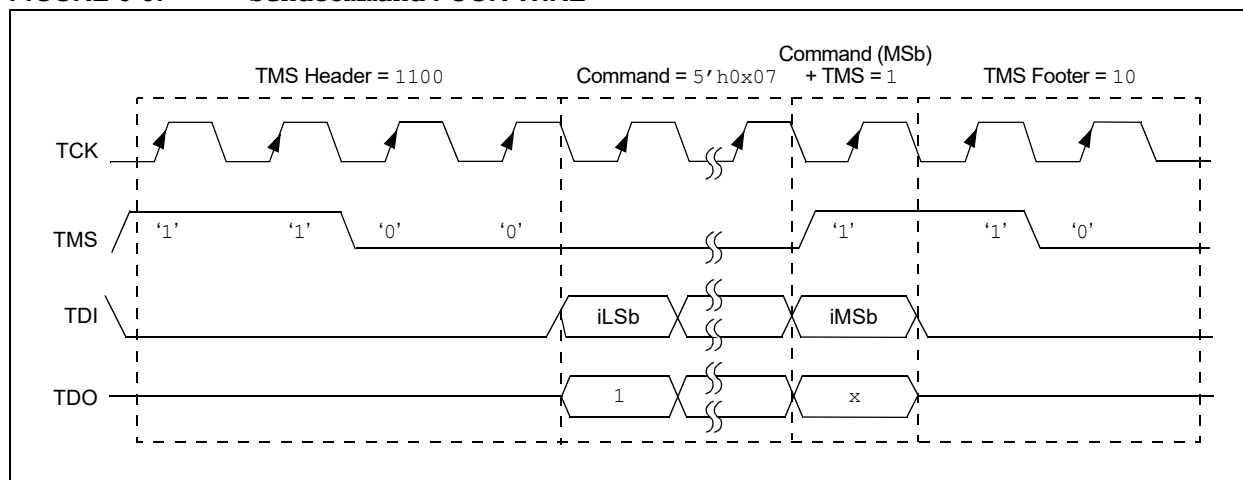 TMS Header = 1100
Command = 5'h0x07
Command (MSb)
+ TMS = 1
TMS Footer = 10
TCK
TMS
‘1’ ‘1’ ‘0’ ‘0’ ‘1’ ‘1’ ‘0’
TDI
iLSb iMSb
TDO
1 x